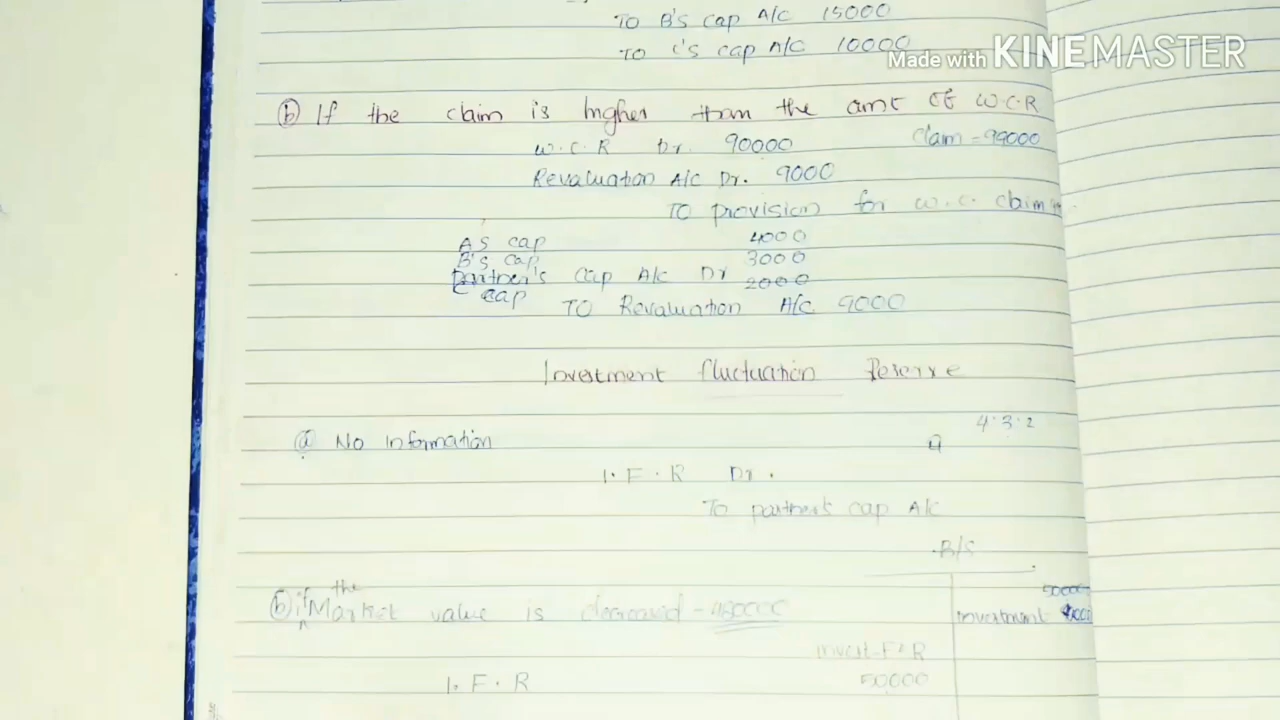 To B's cap A/c 15000
To C's cap A/c 10000
Made with KINEMASTER
(b) If the claim is higher than the amt of W.C.R
W.C.R Dr. 90000 Claim = 99000
Revaluation A/c Dr. 9000
To provision for W.C. claim
A's cap 4000
B's cap 3000
Partner's cap A/c Dr 2000
C cap
To Revaluation A/c 9000
Investment fluctuation Reserve
(a) No information 4:3:2
I.F.R Dr.
To partner's cap A/c
B/S
(b) if the Market value is decreased - 480000
50000
Investment
Invest-F-R
I.F.R 50000